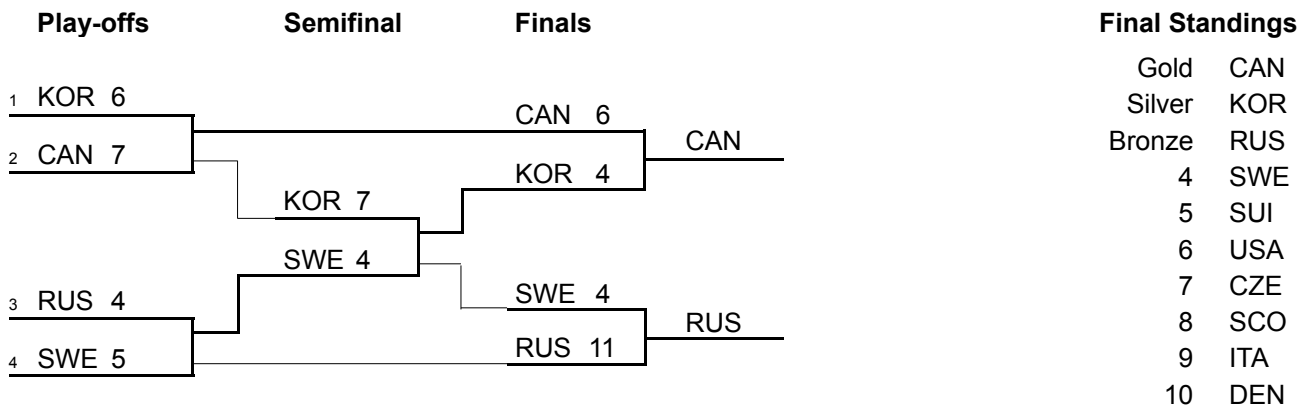 Play-offs Semifinal Finals Final Standings
Gold CAN
1 KOR 6
Silver KOR
CAN 6
CAN
Bronze RUS
2 CAN 7
KOR 4
4 SWE
KOR 7
5 SUI
SWE 4
6 USA
3 RUS 4
SWE 4
7 CZE
RUS
8 SCO
4 SWE 5
RUS 11
9 ITA
10 DEN